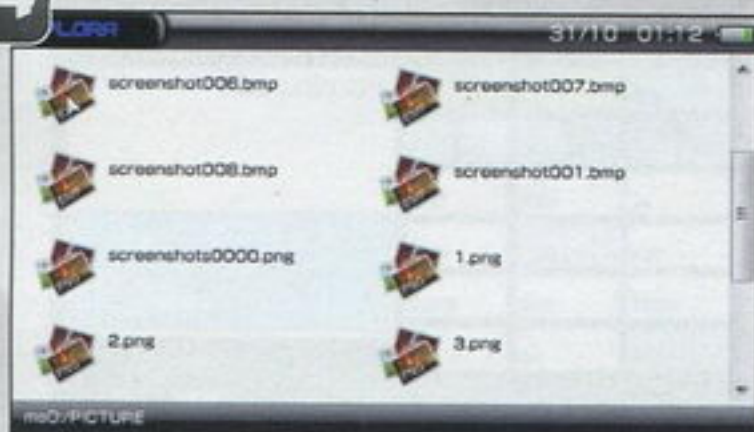 31/10 01:12
screenshot006.bmp
screenshot007.bmp
screenshot008.bmp
screenshot001.bmp
screenshots0000.png
1.png
2.png
3.png
ms0:/PICTURE